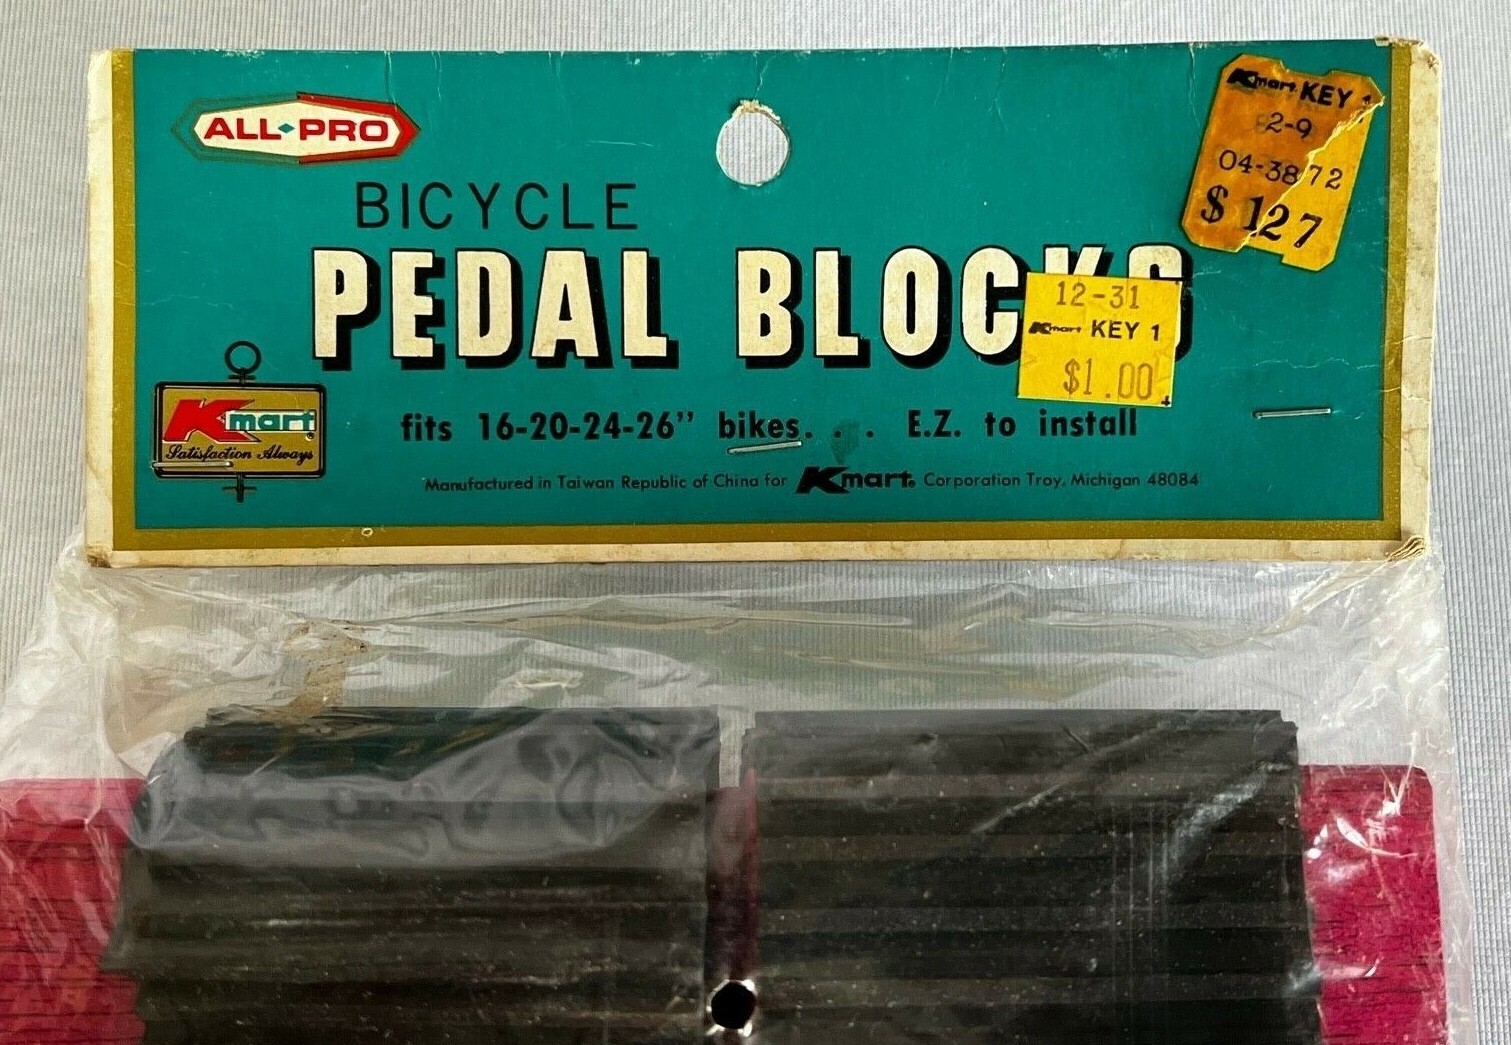 ALL PRO
BICYCLE
PEDAL BLOCKS
fits 16-20-24-26" bikes. . . E.Z. to install
Manufactured in Taiwan Republic of China for Kmart® Corporation Troy, Michigan 48084
Kmart®
Satisfaction Always
Kmart KEY 1
2-9
04-3872
$ 127
12-31
Kmart KEY 1
$1.00